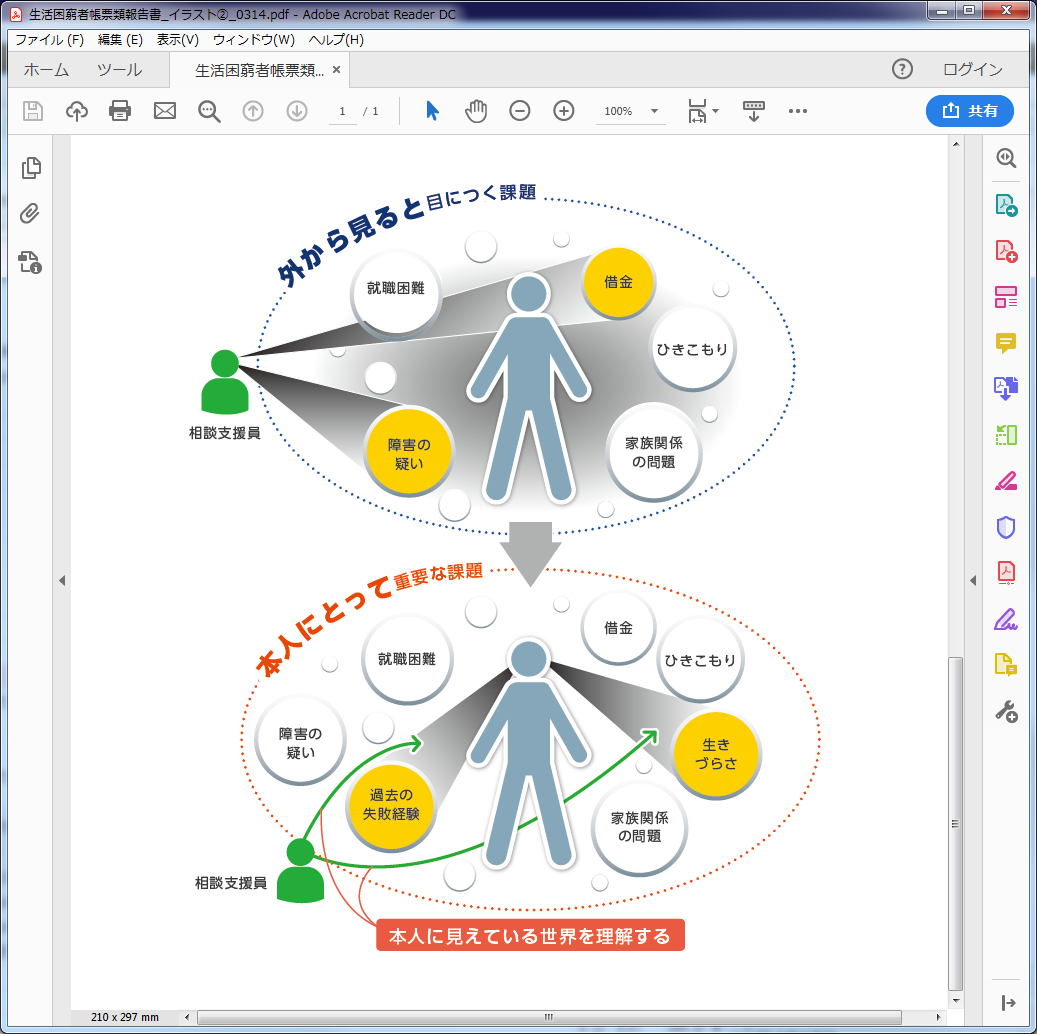 生活困窮者帳票類報告書_イラスト②_0314.pdf - Adobe Acrobat Reader DC
ファイル (F) 編集 (E) 表示(V) ウィンドウ(W) ヘルプ(H)
ホーム ツール 生活困窮者帳票類... × ログイン
1 / 1 100% 共有
外から見ると目につく課題
就職困難
借金
ひきこもり
相談支援員
障害の
疑い
家族関係
の問題
本人にとって重要な課題
借金
就職困難
ひきこもり
障害の
疑い
生き
づらさ
過去の
失敗経験
家族関係
の問題
相談支援員
本人に見えている世界を理解する
210 x 297 mm